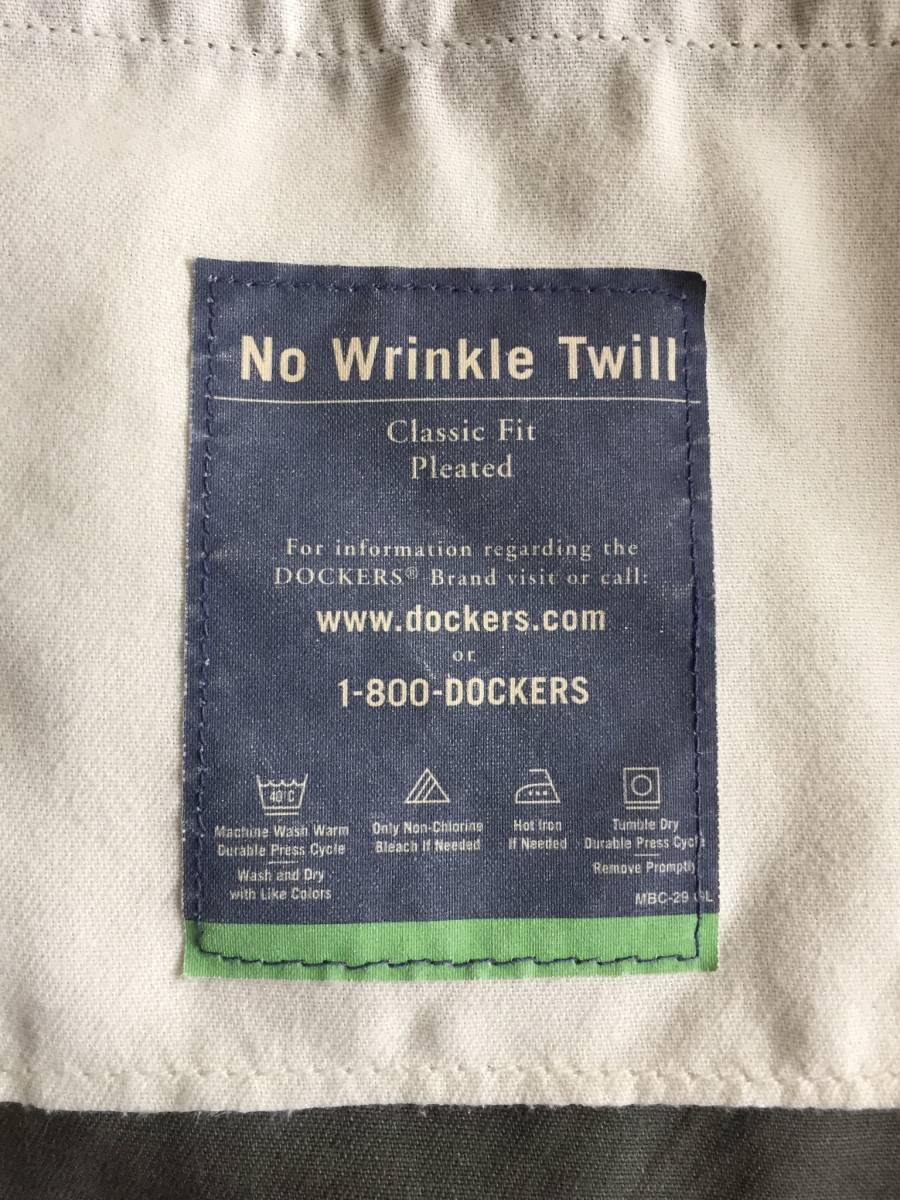 No Wrinkle Twill
Classic Fit
Pleated
For information regarding the
DOCKERS® Brand visit or call:
www.dockers.com
or
1-800-DOCKERS
40°C
Machine Wash Warm
Durable Press Cycle
Wash and Dry
with Like Colors
Only Non-Chlorine
Bleach If Needed
Hot Iron
If Needed
Tumble Dry
Durable Press Cycle
Remove Promptly
MBC-29